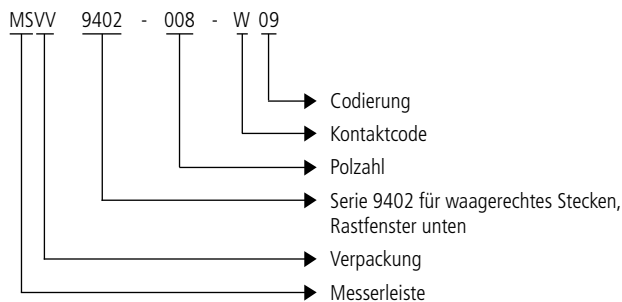 MSVV 9402 - 008 - W 09
Codierung
Kontaktcode
Polzahl
Serie 9402 für waagerechtes Stecken,
Rastfenster unten
Verpackung
Messerleiste